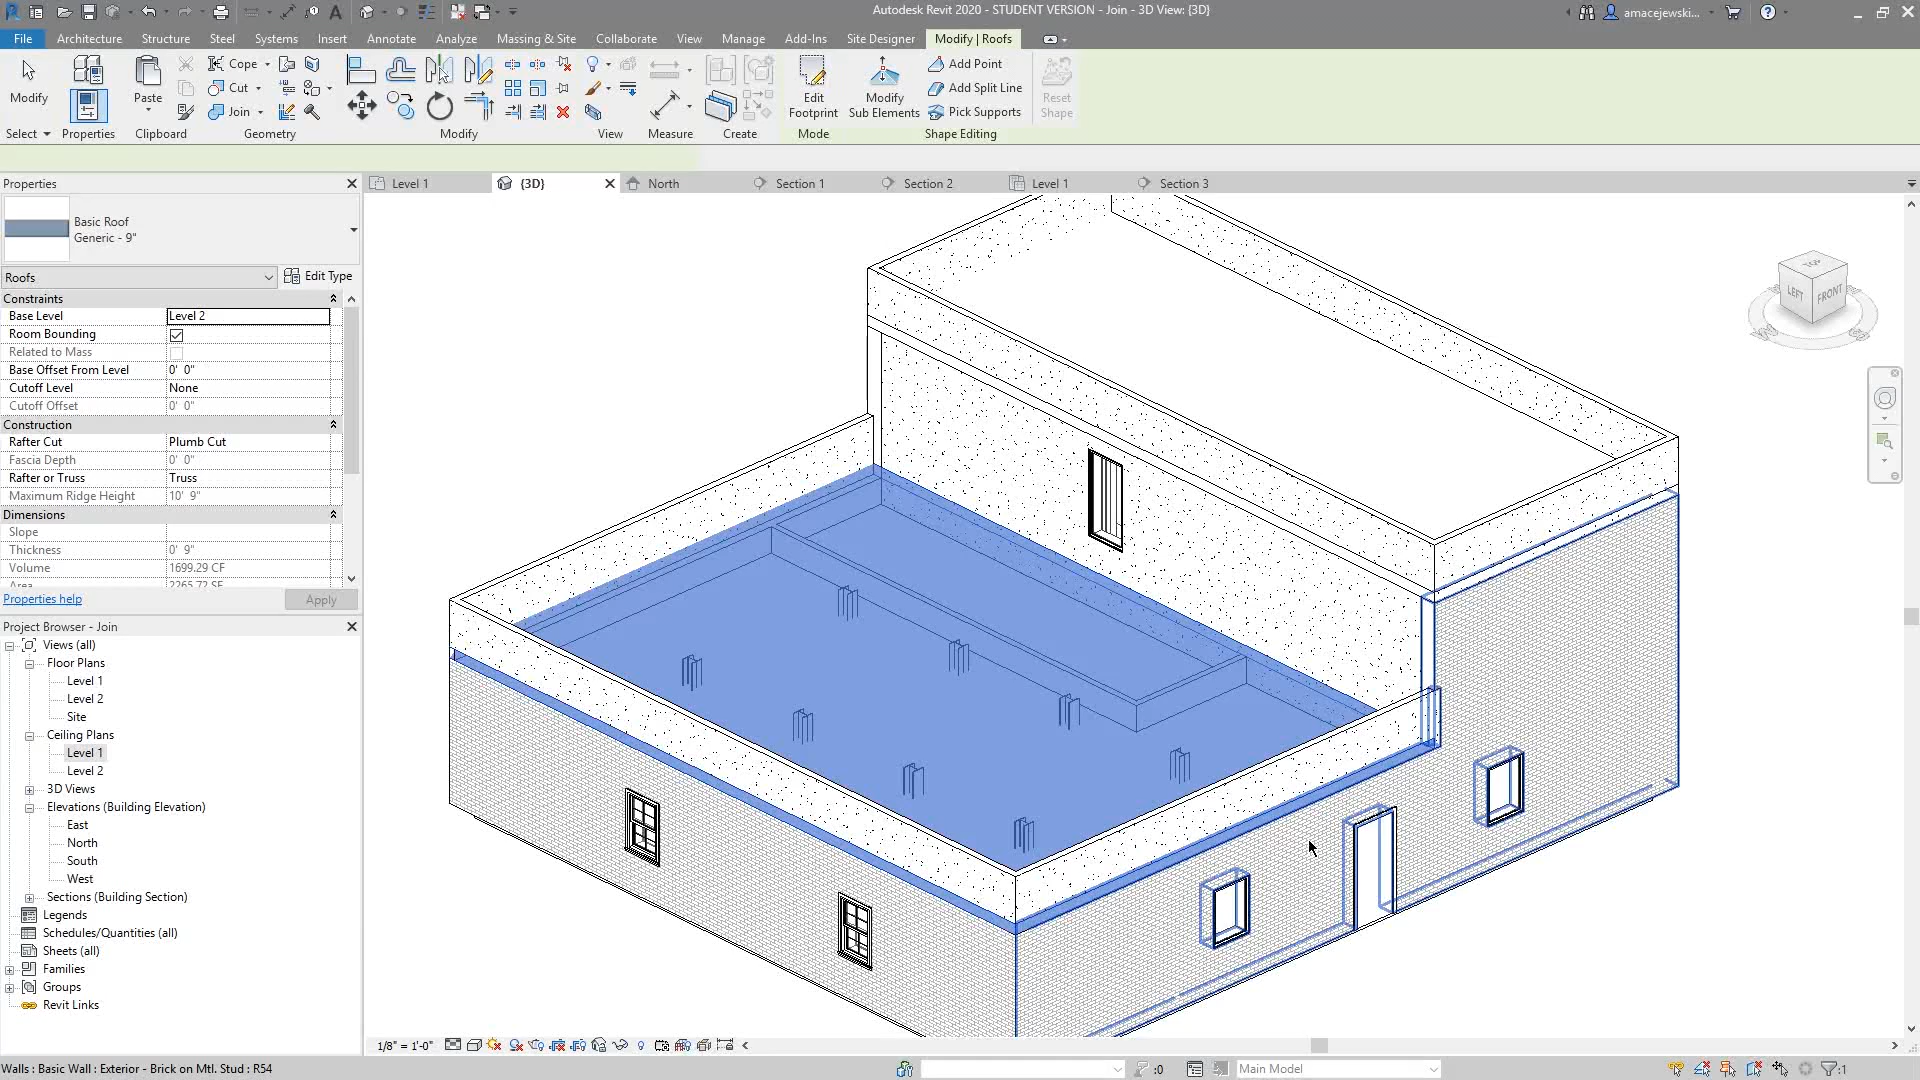 Autodesk Revit 2020 - STUDENT VERSION - Join - 3D View: {3D}
amacejewski...
File Architecture Structure Steel Systems Insert Annotate Analyze Massing & Site Collaborate View Manage Add-Ins Site Designer Modify | Roofs
Modify
Paste
Cope
Cut
Join
Edit Footprint
Modify Sub Elements
Add Point
Add Split Line
Pick Supports
Reset Shape
Select Properties Clipboard Geometry Modify View Measure Create Mode Shape Editing
Properties
Level 1 {3D} North Section 1 Section 2 Level 1 Section 3
Basic Roof
Generic - 9"
Roofs Edit Type
Constraints
Base Level Level 2
Room Bounding
Related to Mass
Base Offset From Level 0' 0"
Cutoff Level None
Cutoff Offset 0' 0"
Construction
Rafter Cut Plumb Cut
Fascia Depth 0' 0"
Rafter or Truss Truss
Maximum Ridge Height 10' 9"
Dimensions
Slope
Thickness 0' 9"
Volume 1699.29 CF
Area 2265.72 SF
Properties help Apply
Project Browser - Join
Views (all)
Floor Plans
Level 1
Level 2
Site
Ceiling Plans
Level 1
Level 2
3D Views
Elevations (Building Elevation)
East
North
South
West
Sections (Building Section)
Legends
Schedules/Quantities (all)
Sheets (all)
Families
Groups
Revit Links
TOP
LEFT FRONT
1/8" = 1'-0"
Walls : Basic Wall : Exterior - Brick on Mtl. Stud : R54
:0
Main Model
:1